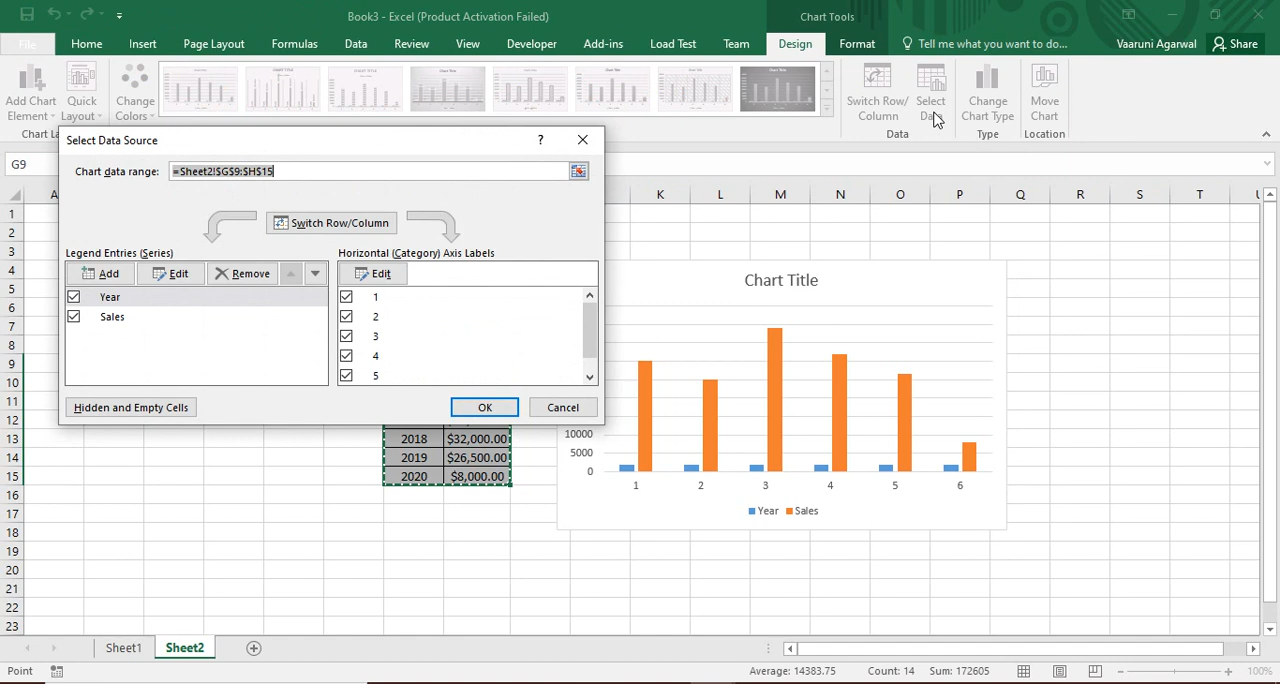 Book3 - Excel (Product Activation Failed)
Chart Tools
File Home Insert Page Layout Formulas Data Review View Developer Add-ins Load Test Team Design Format Tell me what you want to do... Vaaruni Agarwal Share
Add Chart Element
Quick Layout
Change Colors
Switch Row/ Column
Select Data
Change Chart Type
Move Chart
Chart La
Data
Type
Location
G9
Select Data Source
? 
Chart data range: =Sheet2!$G$9:$H$15
Switch Row/Column
Legend Entries (Series)
Add Edit Remove
Year
Sales
Horizontal (Category) Axis Labels
Edit
1
2
3
4
5
Hidden and Empty Cells
OK
Cancel
A K L M N O P Q R S T
1
2
3
4
5
6
7
8
9
10
11
12
13
14
15
16
17
18
19
20
21
22
23
2018 $32,000.00
2019 $26,500.00
2020 $8,000.00
Chart Title
10000
5000
0
1 2 3 4 5 6
Year Sales
Sheet1 Sheet2
Point
Average: 14383.75 Count: 14 Sum: 172605
100%